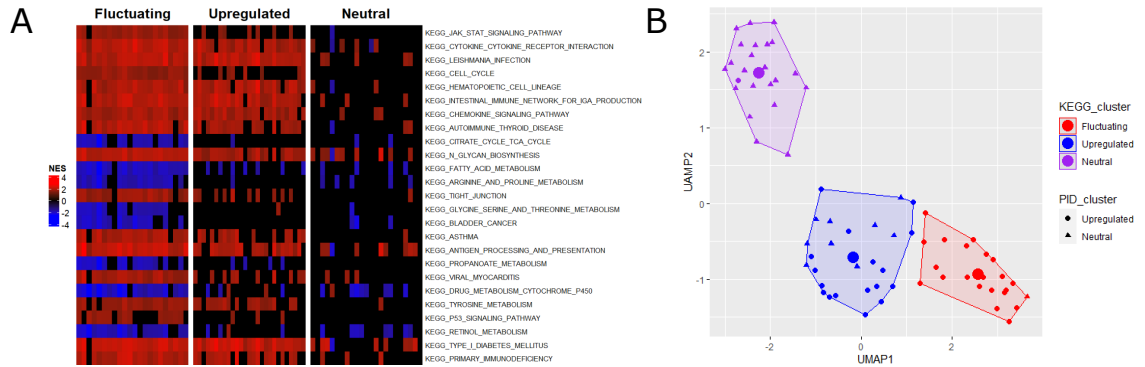 A
Fluctuating Upregulated Neutral
KEGG_JAK_STAT_SIGNALING_PATHWAY
KEGG_CYTOKINE_CYTOKINE_RECEPTOR_INTERACTION
KEGG_LEISHMANIA_INFECTION
KEGG_CELL_CYCLE
KEGG_HEMATOPOIETIC_CELL_LINEAGE
KEGG_INTESTINAL_IMMUNE_NETWORK_FOR_IGA_PRODUCTION
KEGG_CHEMOKINE_SIGNALING_PATHWAY
KEGG_AUTOIMMUNE_THYROID_DISEASE
KEGG_CITRATE_CYCLE_TCA_CYCLE
KEGG_N_GLYCAN_BIOSYNTHESIS
KEGG_FATTY_ACID_METABOLISM
KEGG_ARGININE_AND_PROLINE_METABOLISM
KEGG_TIGHT_JUNCTION
KEGG_GLYCINE_SERINE_AND_THREONINE_METABOLISM
KEGG_BLADDER_CANCER
KEGG_ASTHMA
KEGG_ANTIGEN_PROCESSING_AND_PRESENTATION
KEGG_PROPANOATE_METABOLISM
KEGG_VIRAL_MYOCARDITIS
KEGG_DRUG_METABOLISM_CYTOCHROME_P450
KEGG_TYROSINE_METABOLISM
KEGG_P53_SIGNALING_PATHWAY
KEGG_RETINOL_METABOLISM
KEGG_TYPE_I_DIABETES_MELLITUS
KEGG_PRIMARY_IMMUNODEFICIENCY
NES
4
2
0
-2
-4
B
UAMP2
2
1
0
-1
-2 0 2
UMAP1
KEGG_cluster
Fluctuating
Upregulated
Neutral
PID_cluster
Upregulated
Neutral